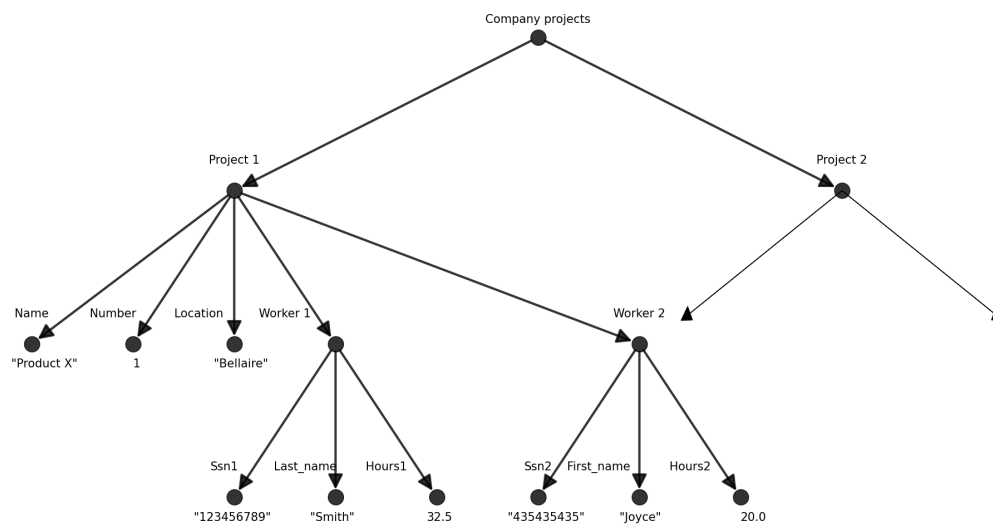 Company projects
Project 1
Project 2
Name
Number
Location
Worker 1
Worker 2
"Product X"
1
"Bellaire"
Ssn1
Last_name
Hours1
Ssn2
First_name
Hours2
"123456789"
"Smith"
32.5
"435435435"
"Joyce"
20.0